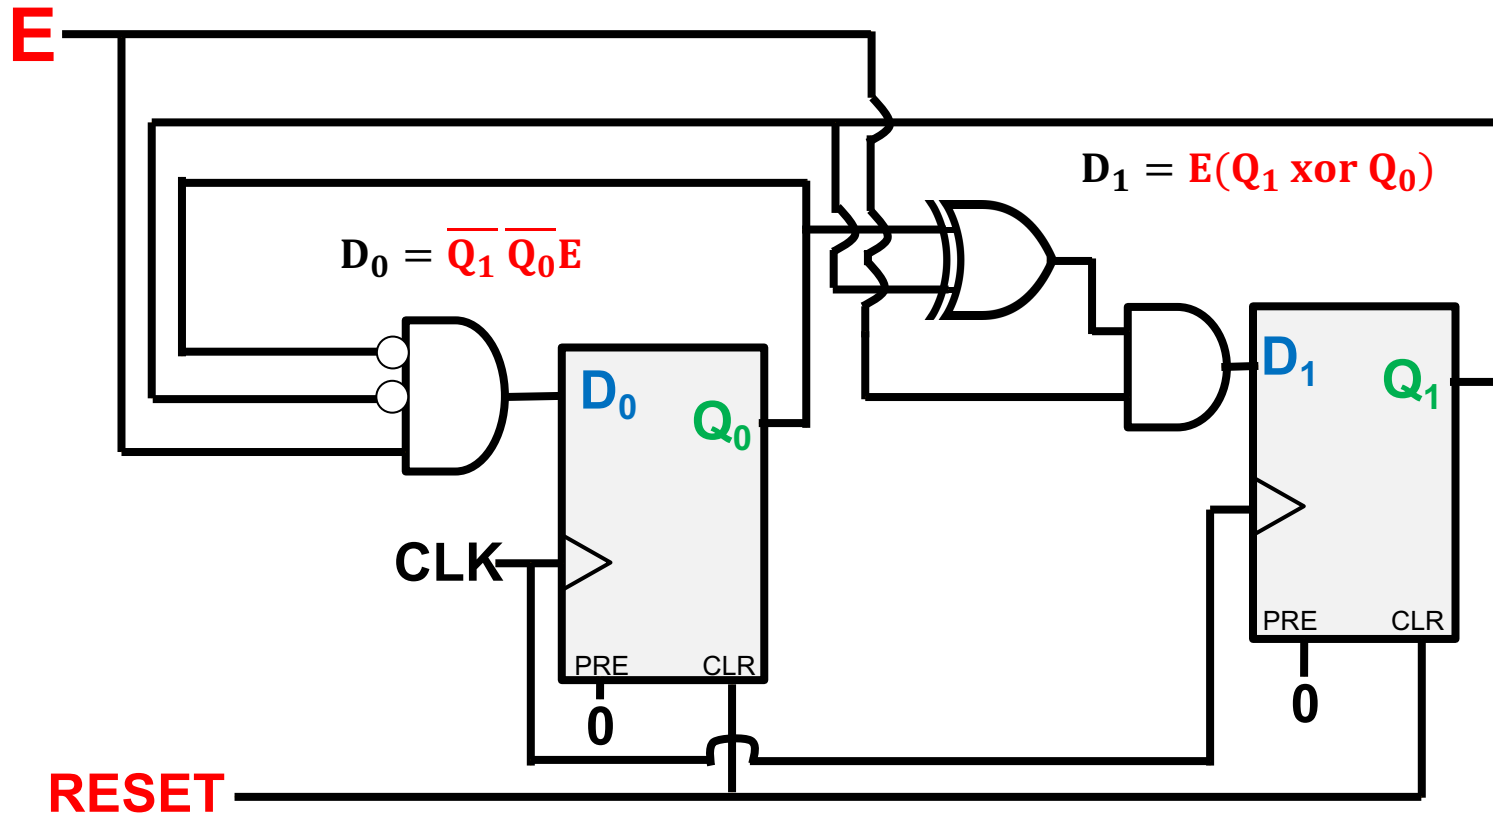 E
D₁ = E(Q₁ xor Q₀)
D₀ = Q̅₁ Q̅₀E
D₀
Q₀
D₁
Q₁
CLK
PRE
CLR
PRE
CLR
0
0
RESET